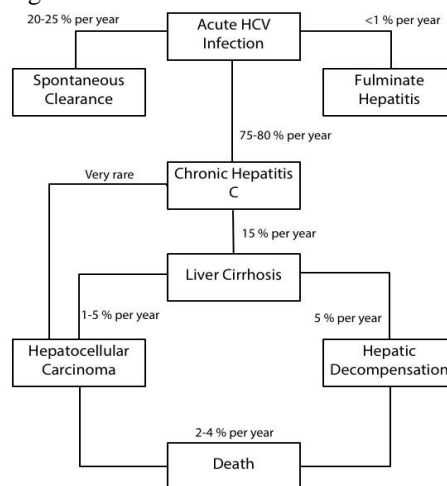 20-25 % per year
Acute HCV
Infection
<1 % per year
Spontaneous
Clearance
Fulminate
Hepatitis
75-80 % per year
Very rare
Chronic Hepatitis
C
15 % per year
Liver Cirrhosis
1-5 % per year
5 % per year
Hepatocellular
Carcinoma
Hepatic
Decompensation
2-4 % per year
Death